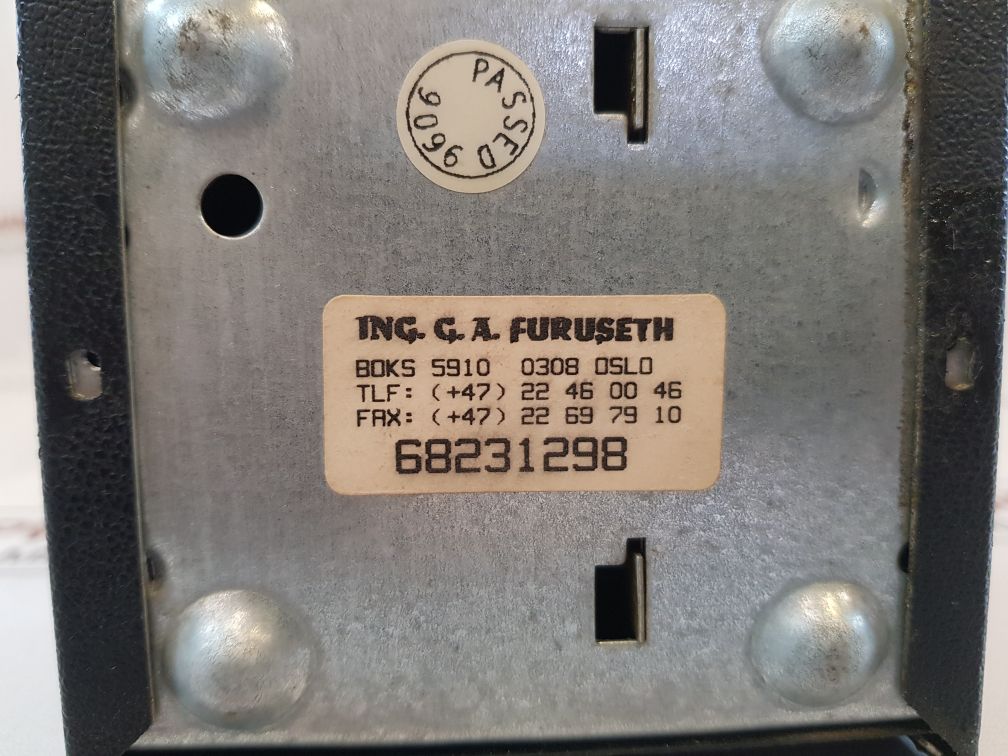 PASSED 9606
ING. G. A. FURUSETH
BOKS 5910 0308 OSLO
TLF: (+47) 22 46 00 46
FAX: (+47) 22 69 79 10
68231298